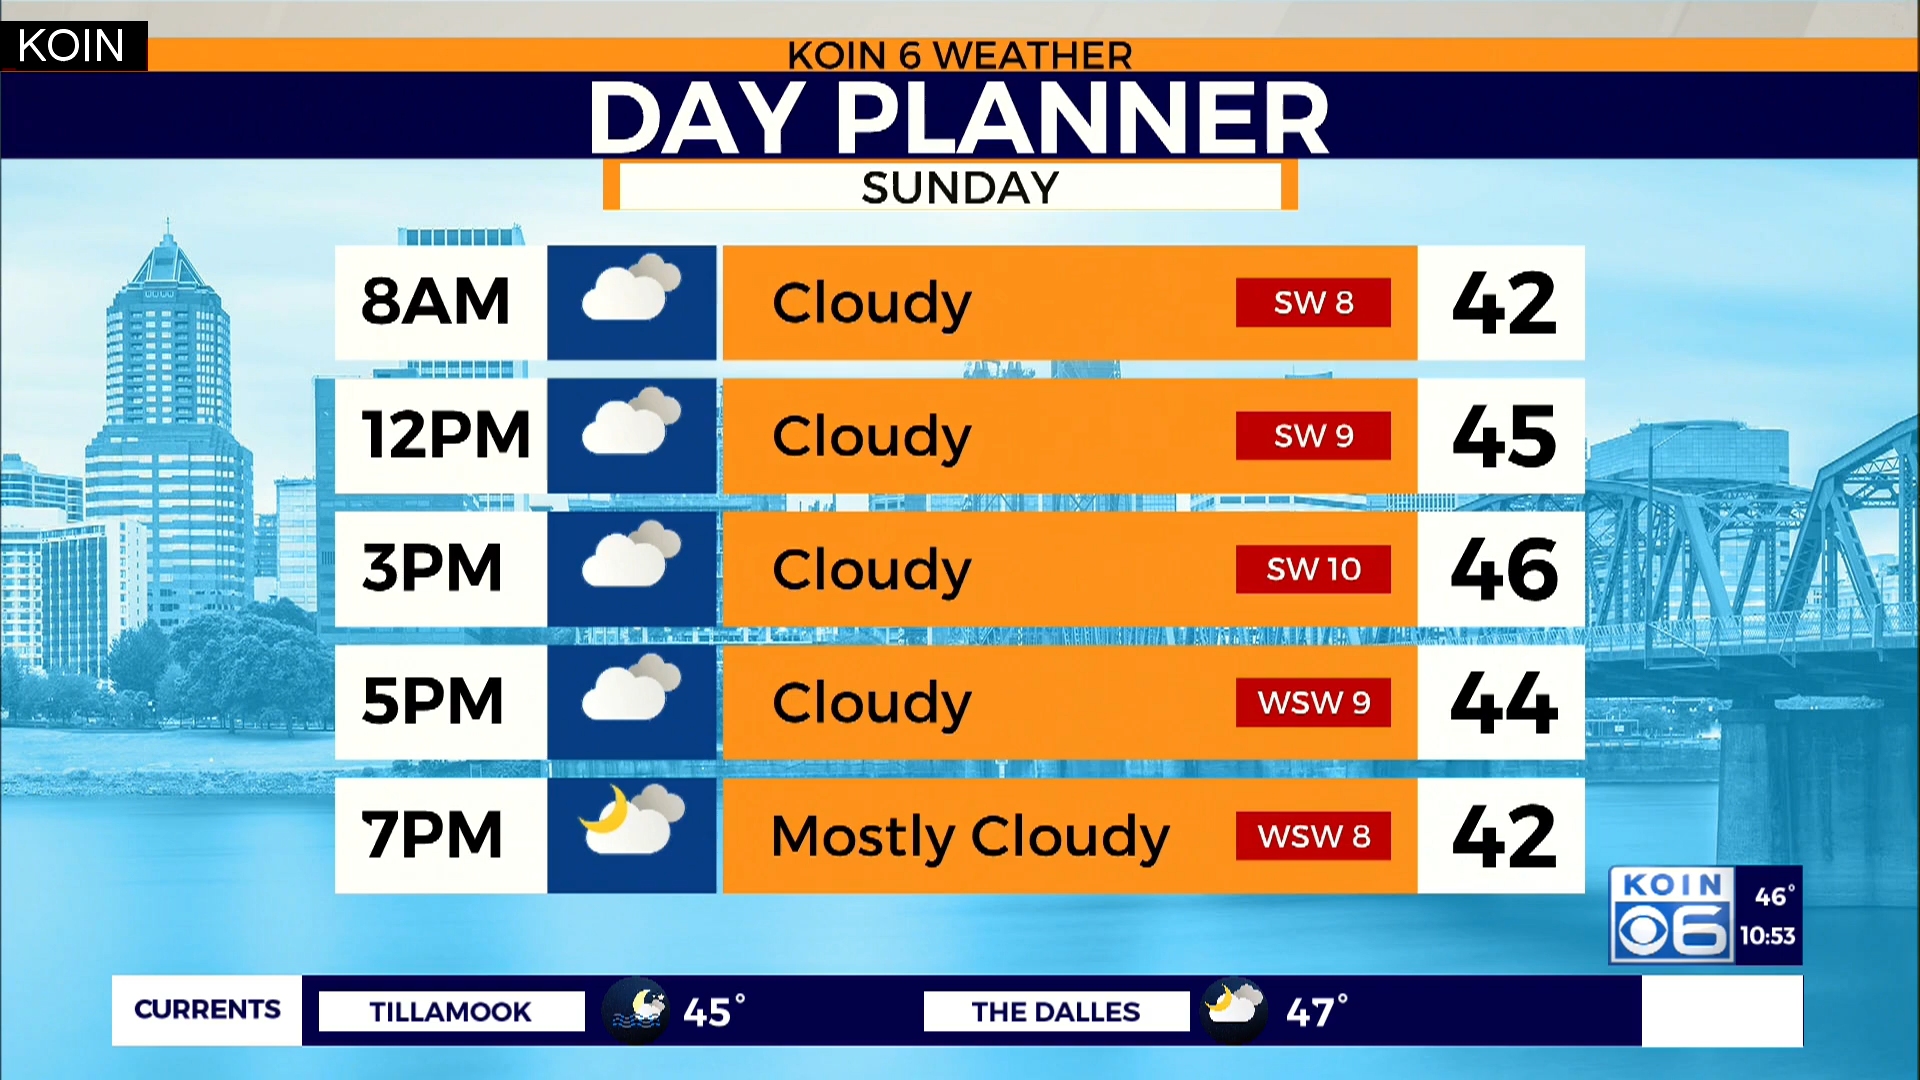 KOIN
KOIN 6 WEATHER
DAY PLANNER
SUNDAY
8AM Cloudy SW 8 42
12PM Cloudy SW 9 45
3PM Cloudy SW 10 46
5PM Cloudy WSW 9 44
7PM Mostly Cloudy WSW 8 42
KOIN 6 46°
10:53
CURRENTS TILLAMOOK 45° THE DALLES 47°